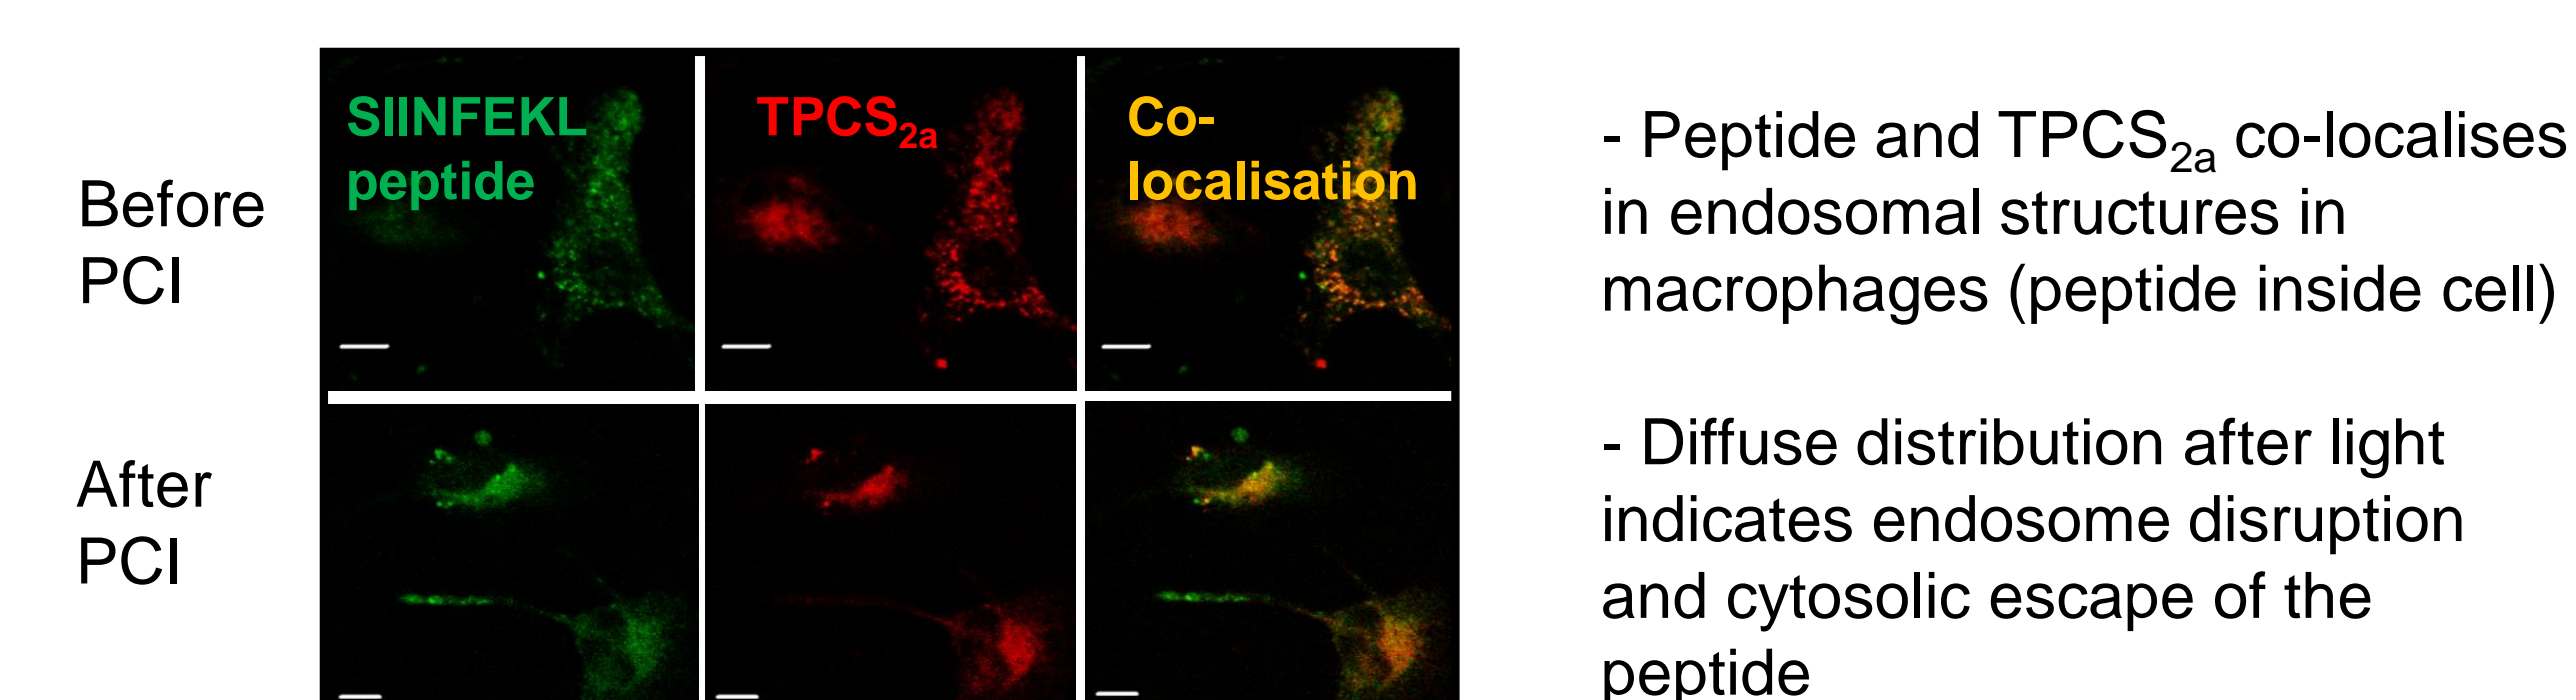 SIINFEKL
peptide
TPCS2a
Co-
localisation
Before
PCI
After
PCI
- Peptide and TPCS2a co-localises
in endosomal structures in
macrophages (peptide inside cell)
- Diffuse distribution after light
indicates endosome disruption
and cytosolic escape of the
peptide